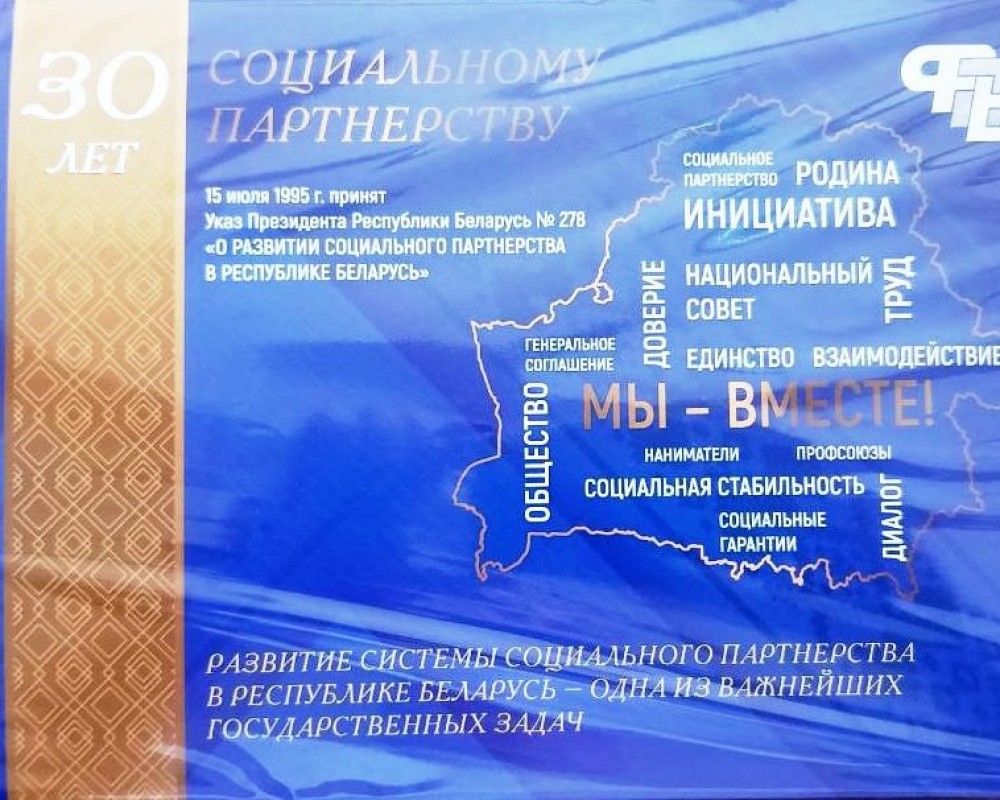 30
ЛЕТ
СОЦИАЛЬНОМУ
ПАРТНЕРСТВУ
15 июля 1995 г. принят
Указ Президента Республики Беларусь № 278
«О РАЗВИТИИ СОЦИАЛЬНОГО ПАРТНЕРСТВА
В РЕСПУБЛИКЕ БЕЛАРУСЬ»
ФПБ
СОЦИАЛЬНОЕ
ПАРТНЕРСТВО
РОДИНА
ИНИЦИАТИВА
ДОВЕРИЕ
НАЦИОНАЛЬНЫЙ
СОВЕТ
ТРУД
ГЕНЕРАЛЬНОЕ
СОГЛАШЕНИЕ
ЕДИНСТВО ВЗАИМОДЕЙСТВИЕ
ОБЩЕСТВО
МЫ – ВМЕСТЕ!
НАНИМАТЕЛИ ПРОФСОЮЗЫ
СОЦИАЛЬНАЯ СТАБИЛЬНОСТЬ
СОЦИАЛЬНЫЕ
ГАРАНТИИ
ДИАЛОГ
РАЗВИТИЕ СИСТЕМЫ СОЦИАЛЬНОГО ПАРТНЕРСТВА
В РЕСПУБЛИКЕ БЕЛАРУСЬ – ОДНА ИЗ ВАЖНЕЙШИХ
ГОСУДАРСТВЕННЫХ ЗАДАЧ